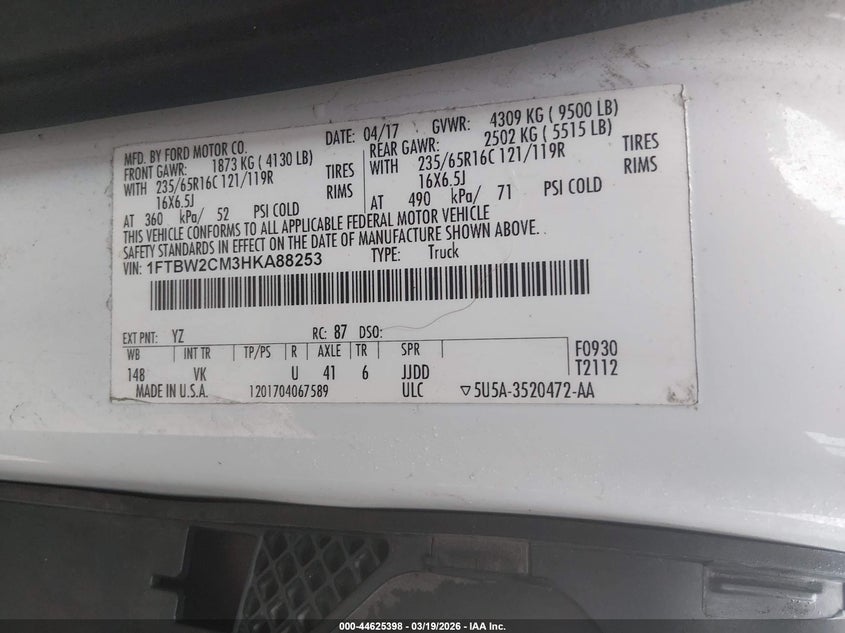 MFD. BY FORD MOTOR CO.
DATE: 04/17 GVWR: 4309 KG ( 9500 LB)
FRONT GAWR: 1873 KG ( 4130 LB) REAR GAWR: 2502 KG ( 5515 LB)
WITH 235/65R16C 121/119R TIRES WITH 235/65R16C 121/119R TIRES
16X6.5J RIMS 16X6.5J RIMS
AT 360 kPa/ 52 PSI COLD AT 490 kPa/ 71 PSI COLD
THIS VEHICLE CONFORMS TO ALL APPLICABLE FEDERAL MOTOR VEHICLE
SAFETY STANDARDS IN EFFECT ON THE DATE OF MANUFACTURE SHOWN ABOVE.
VIN: 1FTBW2CM3HKA88253 TYPE: Truck
EXT PNT: YZ RC: 87 DSO:
WB INT TR TP/PS R AXLE TR SPR F0930
148 VK U 41 6 JJDD T2112
MADE IN U.S.A. 1201704067589 ULC ▽5U5A-3520472-AA
000-44625398 - 03/19/2026 - IAA Inc.